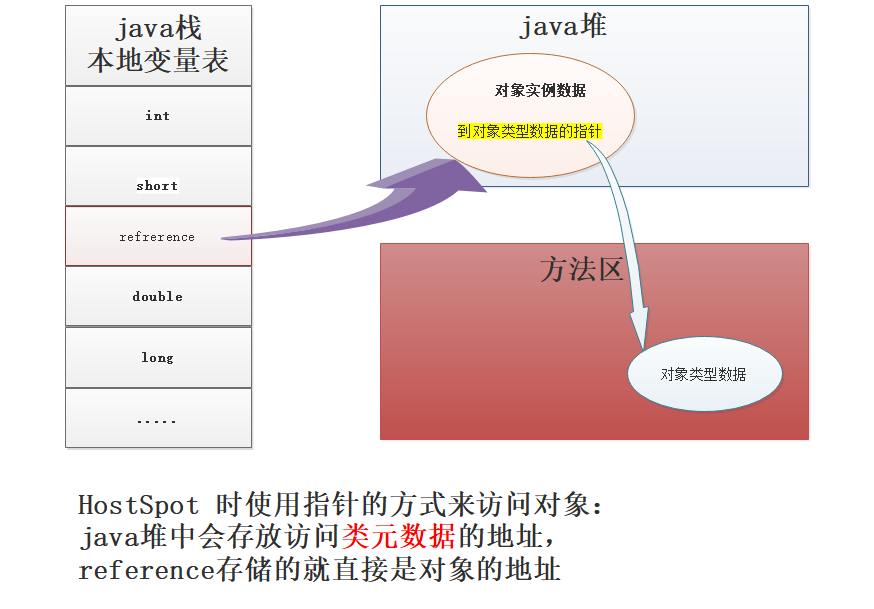 java栈
本地变量表
int
short
refrerence
double
long
.....
java堆
对象实例数据
到对象类型数据的指针
方法区
对象类型数据
HostSpot 时使用指针的方式来访问对象：
java堆中会存放访问类元数据的地址，
reference存储的就直接是对象的地址